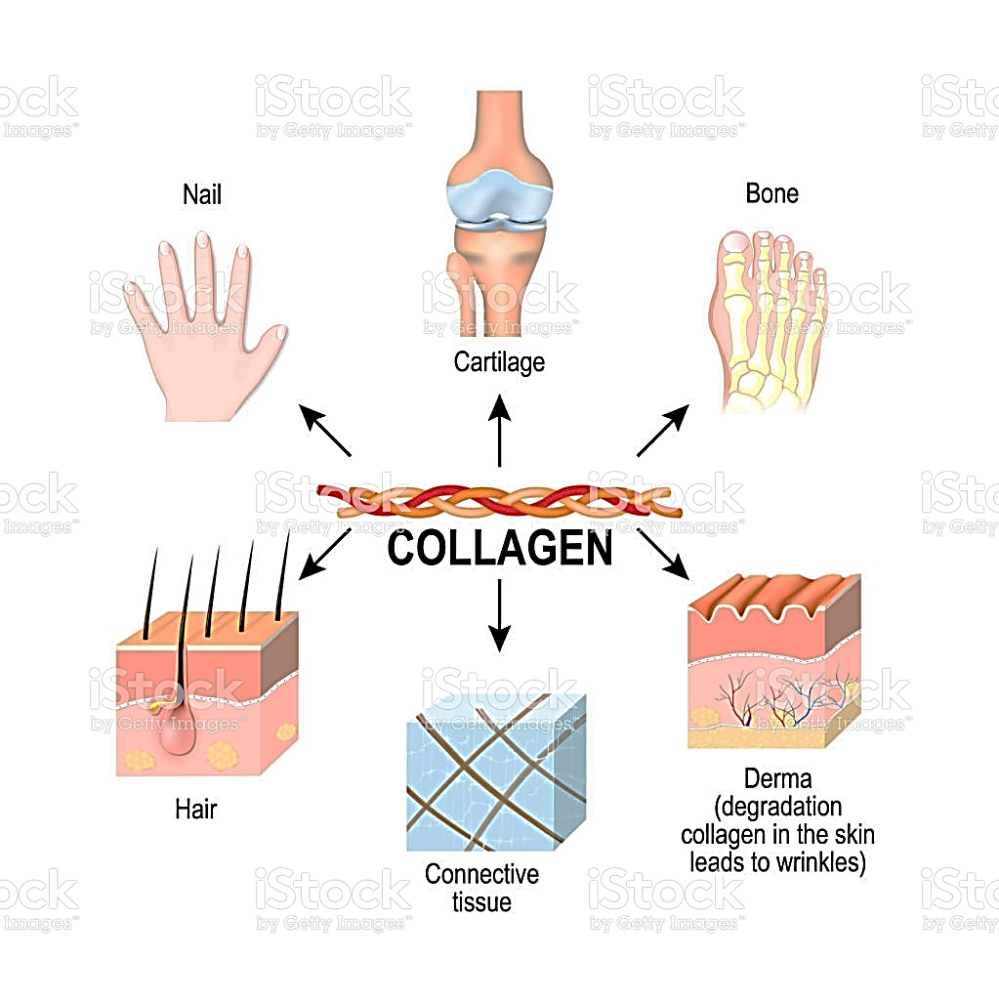 iStock
by Getty Images™
Nail
Bone
Cartilage
COLLAGEN
Hair
Connective
tissue
Derma
(degradation
collagen in the skin
leads to wrinkles)